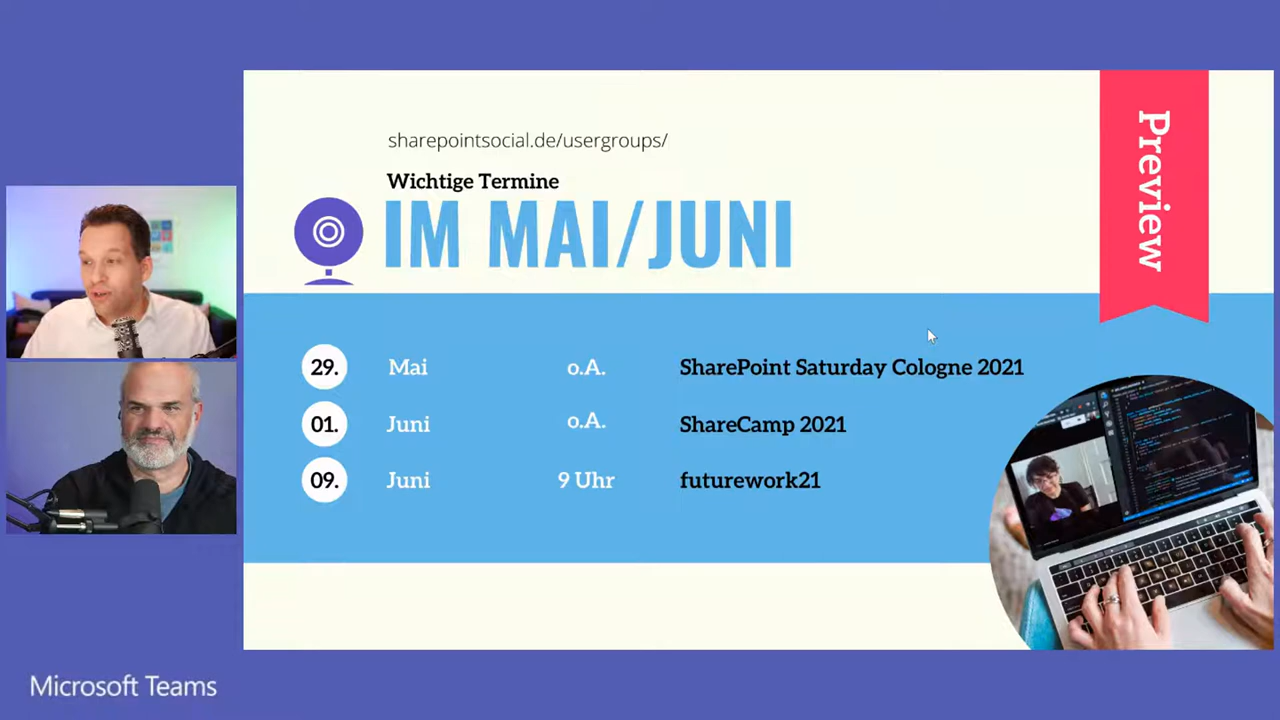 sharepointsocial.de/usergroups/
Wichtige Termine
IM MAI/JUNI
Preview
29. Mai o.A. SharePoint Saturday Cologne 2021
01. Juni o.A. ShareCamp 2021
09. Juni 9 Uhr futurework21
Microsoft Teams